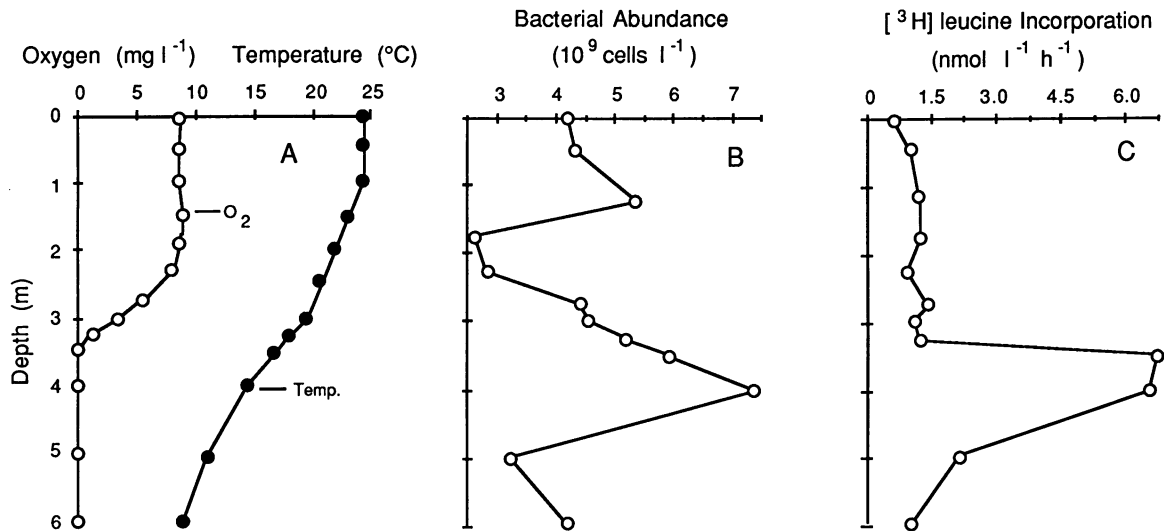 Oxygen (mg l⁻¹) Temperature (°C)
0 5 10 15 20 25
0
1
2
3
4
5
6
Depth (m)
A
O₂
Temp.
Bacterial Abundance
(10⁹ cells l⁻¹)
3 4 5 6 7
B
[³H] leucine Incorporation
(nmol l⁻¹ h⁻¹)
0 1.5 3.0 4.5 6.0
C